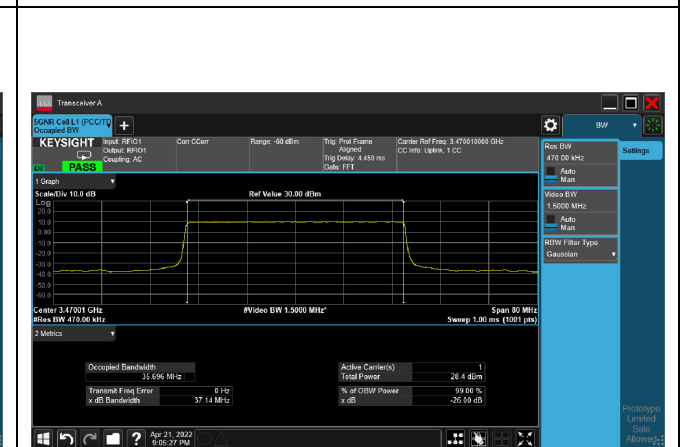 Transceiver A
5GNR Cell L1 (PCC/TD
Occupied BW
BW
KEYSIGHT
PASS
Input: RFIO1
Output: RFIO1
Coupling: AC
Corr CCorr
Range: -60 dBm
Trig: Prot Frame
Aligned
Trig Delay: 4.450 ms
Gate: FFT
Carrier Ref Freq: 3.470010000 GHz
CC Info: Uplink, 1 CC
Res BW
470.00 kHz
Auto
Man
Video BW
1.5000 MHz
Auto
Man
RBW Filter Type
Gaussian
Settings
1 Graph
Scale/Div 10.0 dB
Ref Value 30.00 dBm
Log
20.0
10.0
0.00
-10.0
-20.0
-30.0
-40.0
-50.0
-60.0
Center 3.47001 GHz
#Video BW 1.5000 MHz*
Span 80 MHz
#Res BW 470.00 kHz
Sweep 1.00 ms (1001 pts)
2 Metrics
Occupied Bandwidth
35.696 MHz
Active Carrier(s) 1
Total Power 28.4 dBm
Transmit Freq Error 0 Hz
x dB Bandwidth 37.14 MHz
% of OBW Power 99.00 %
x dB -26.00 dB
Prototype
Limited
Sale
Allowed
Apr 21, 2022
9:05:27 PM